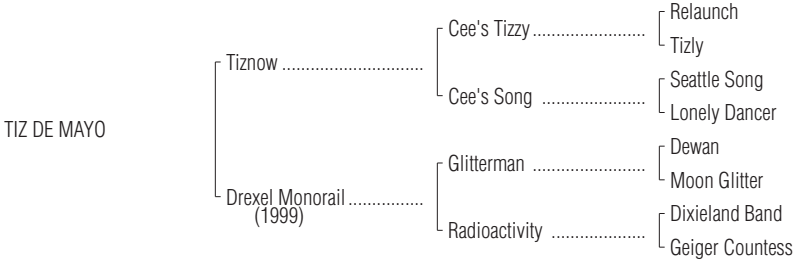 Relaunch
Cee's Tizzy........................
Tizly
Tiznow ..............................
Seattle Song
Cee's Song ......................
Lonely Dancer
TIZ DE MAYO
Dewan
Glitterman ........................
Moon Glitter
Drexel Monorail ................
(1999)
Dixieland Band
Radioactivity ....................
Geiger Countess